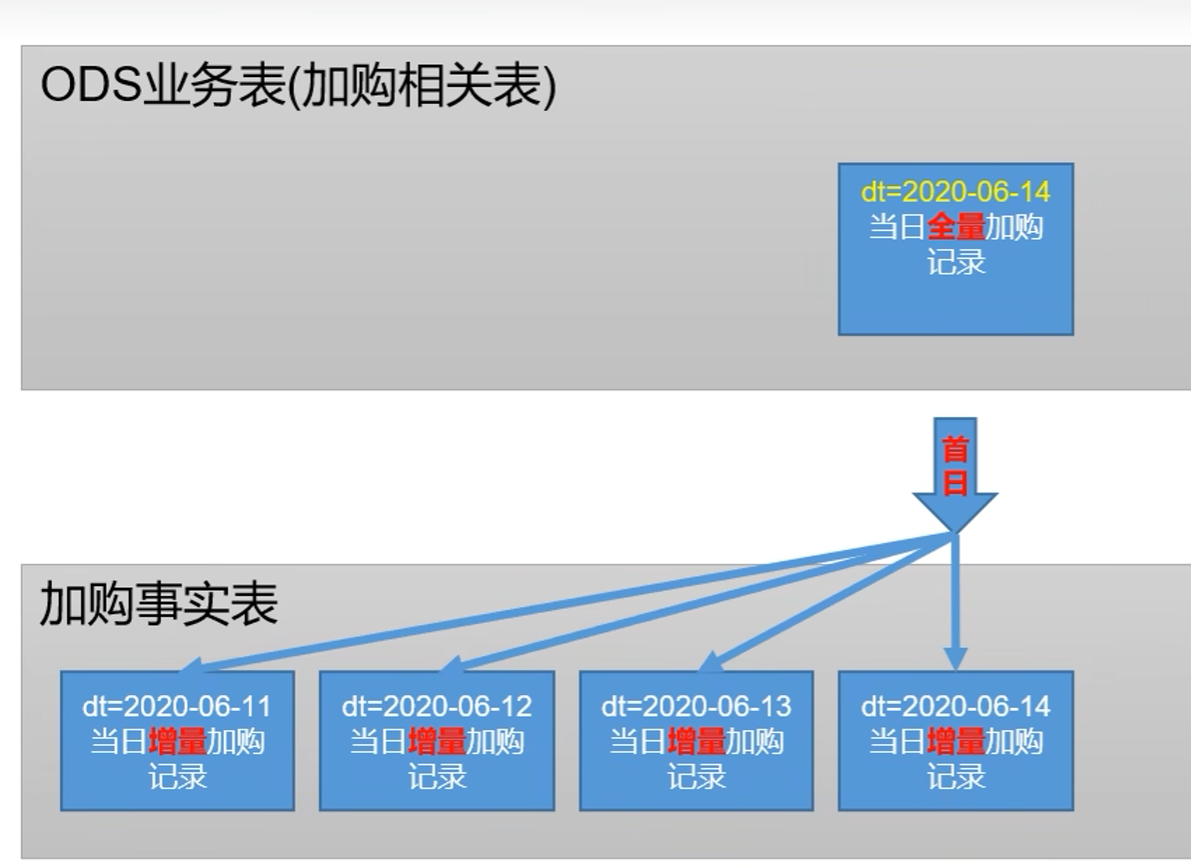 ODS业务表(加购相关表)
dt=2020-06-14
当日全量加购
记录
首
日
加购事实表
dt=2020-06-11
当日增量加购
记录
dt=2020-06-12
当日增量加购
记录
dt=2020-06-13
当日增量加购
记录
dt=2020-06-14
当日增量加购
记录